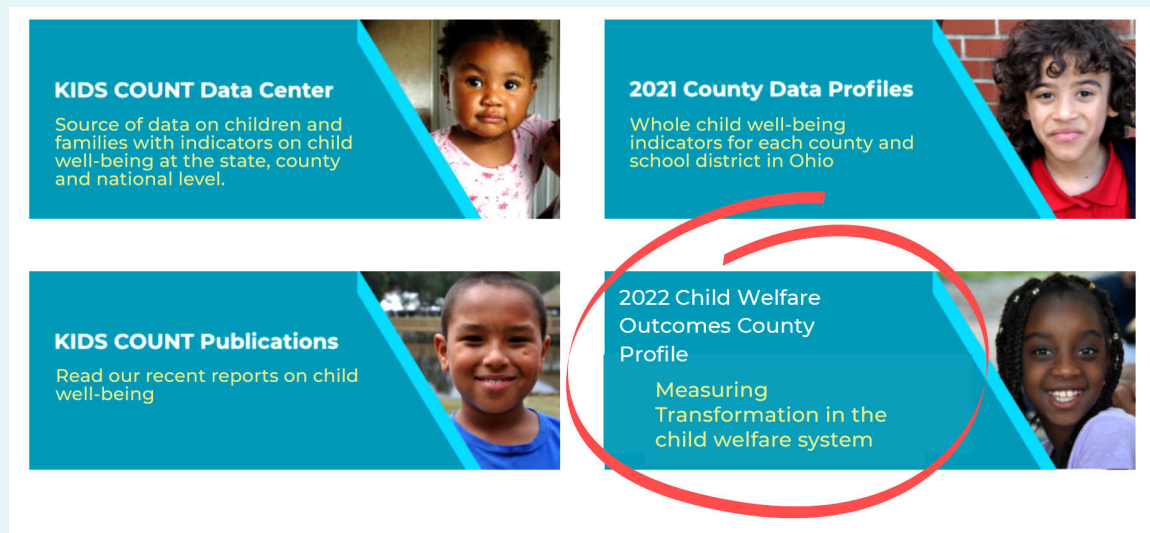 KIDS COUNT Data Center
Source of data on children and
families with indicators on child
well-being at the state, county
and national level.
2021 County Data Profiles
Whole child well-being
indicators for each county and
school district in Ohio
KIDS COUNT Publications
Read our recent reports on child
well-being
2022 Child Welfare
Outcomes County
Profile
Measuring
Transformation in the
child welfare system